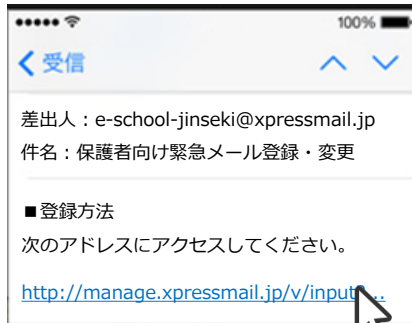 100%
受信
差出人：e-school-jinseki@xpressmail.jp
件名：保護者向け緊急メール登録・変更
■登録方法
次のアドレスにアクセスしてください。
http://manage.xpressmail.jp/v/input?...